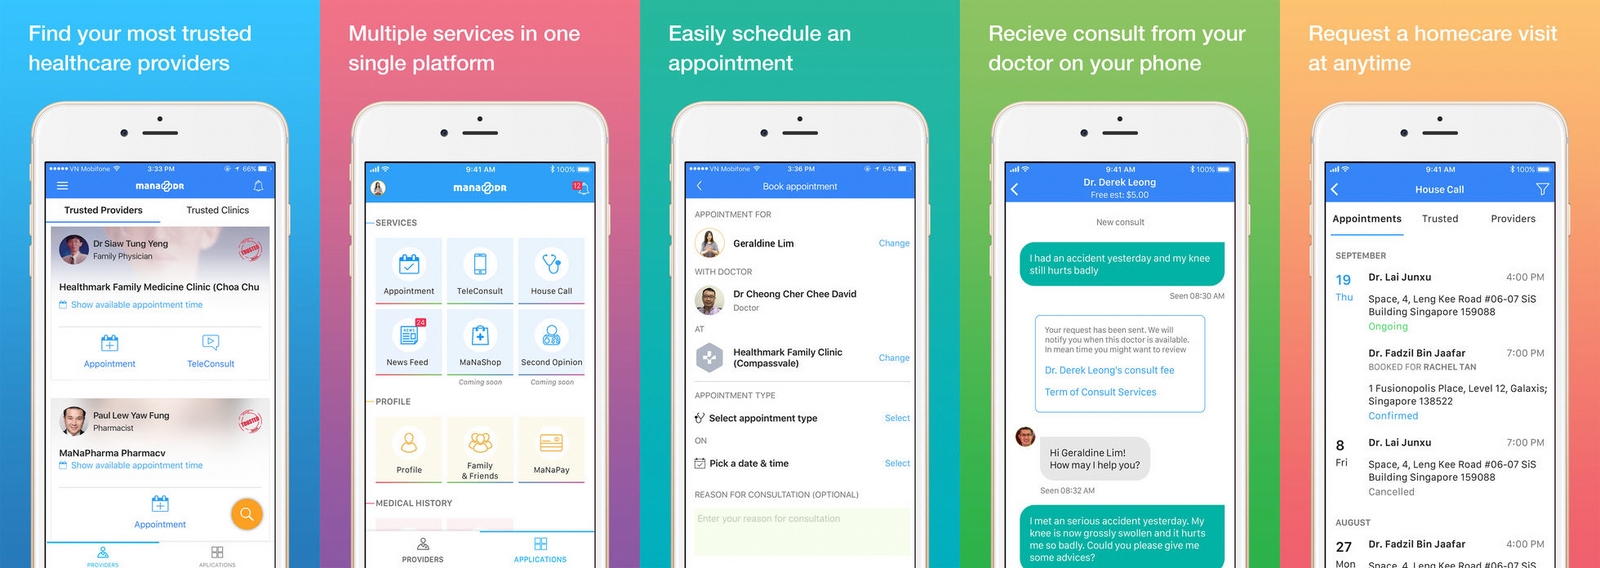 Find your most trusted
healthcare providers
VN Mobifone
3:33 PM
66%
mana DR
Trusted Providers
Trusted Clinics
Dr Siaw Tung Yeng
Family Physician
TRUSTED
Healthmark Family Medicine Clinic (Choa Chu
Show available appointment time
Appointment
TeleConsult
Paul Lew Yaw Fung
Pharmacist
TRUSTED
MaNaPharma Pharmacy
Show available appointment time
Appointment
PROVIDERS
APLICATIONS
Multiple services in one
single platform
9:41 AM
100%
mana DR
12
SERVICES
Appointment
TeleConsult
House Call
24
NEWS
News Feed
MaNaShop
Second Opinion
Coming soon
Coming soon
PROFILE
Profile
Family
& Friends
MaNaPay
MEDICAL HISTORY
PROVIDERS
APPLICATIONS
Easily schedule an
appointment
VN Mobifone
3:36 PM
64%
Book appointment
APPOINTMENT FOR
Geraldine Lim
Change
WITH DOCTOR
Dr Cheong Cher Chee David
Doctor
AT
Healthmark Family Clinic
(Compassvale)
Change
APPOINTMENT TYPE
Select appointment type
Select
ON
Pick a date & time
Select
REASON FOR CONSULTATION (OPTIONAL)
Enter your reason for consultation
Recieve consult from your
doctor on your phone
9:41 AM
100%
Dr. Derek Leong
Free est: $5.00
New consult
I had an accident yesterday and my knee
still hurts badly
Seen 08:30 AM
Your request has been sent. We will
notify you when this doctor is available.
In mean time you might want to review
Dr. Derek Leong's consult fee
Term of Consult Services
Hi Geraldine Lim!
How may I help you?
Seen 08:32 AM
I met an serious accident yesterday. My
knee is now grossly swollen and it hurts
me so badly. Could you please give me
some advices?
Request a homecare visit
at anytime
9:41 AM
100%
House Call
Appointments
Trusted
Providers
SEPTEMBER
19
Thu
Dr. Lai Junxu
4:00 PM
Space, 4, Leng Kee Road #06-07 SiS
Building Singapore 159088
Ongoing
Dr. Fadzil Bin Jaafar
7:00 PM
BOOKED FOR RACHEL TAN
1 Fusionopolis Place, Level 12, Galaxis;
Singapore 138522
Confirmed
8
Fri
Dr. Lai Junxu
7:00 PM
Space, 4, Leng Kee Road #06-07 SiS
Building Singapore 159088
Cancelled
AUGUST
27
Mon
Dr. Fadzil Bin Jaafar
4:00 PM
Space, 4, Leng Kee Road #06-07 SiS